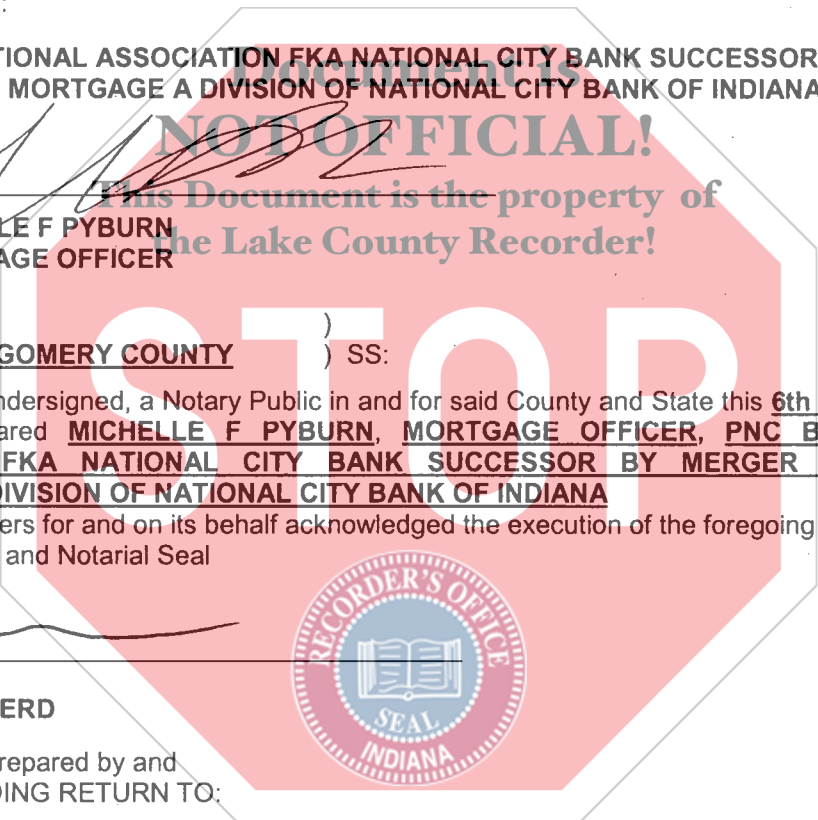 TIONAL ASSOCIATION FKA NATIONAL CITY BANK SUCCESSOR
MORTGAGE A DIVISION OF NATIONAL CITY BANK OF INDIANA
Document is
NOT OFFICIAL!
This Document is the property of
the Lake County Recorder!
LE F PYBURN
AGE OFFICER
)
GOMERY COUNTY ) SS:
ndersigned, a Notary Public in and for said County and State this 6th
ared MICHELLE F PYBURN, MORTGAGE OFFICER, PNC B
FKA NATIONAL CITY BANK SUCCESSOR BY MERGER
DIVISION OF NATIONAL CITY BANK OF INDIANA
ers for and on its behalf acknowledged the execution of the foregoing
and Notarial Seal
STOP
RECORDER'S OFFICE
SEAL
INDIANA
ERD
repared by and
DING RETURN TO: